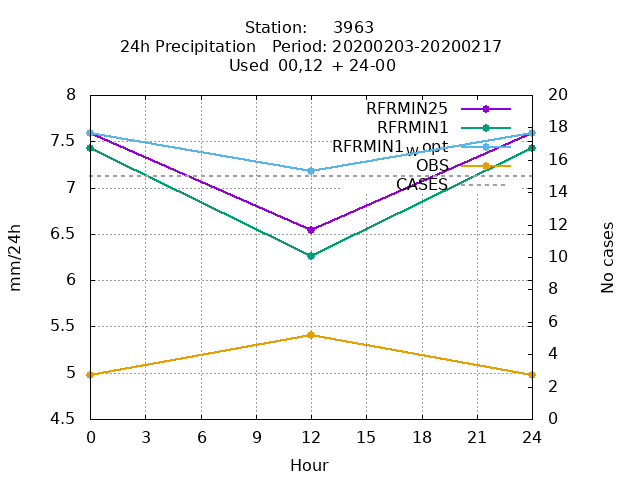 Station: 3963
24h Precipitation Period: 20200203-20200217
Used 00,12 + 24-00
8
7.5
7
6.5
6
5.5
5
4.5
20
18
16
14
12
10
8
6
4
2
0
RFRMIN25
RFRMIN1
RFRMIN1wopt
OBS
CASES
mm/24h
No cases
0 3 6 9 12 15 18 21 24
Hour